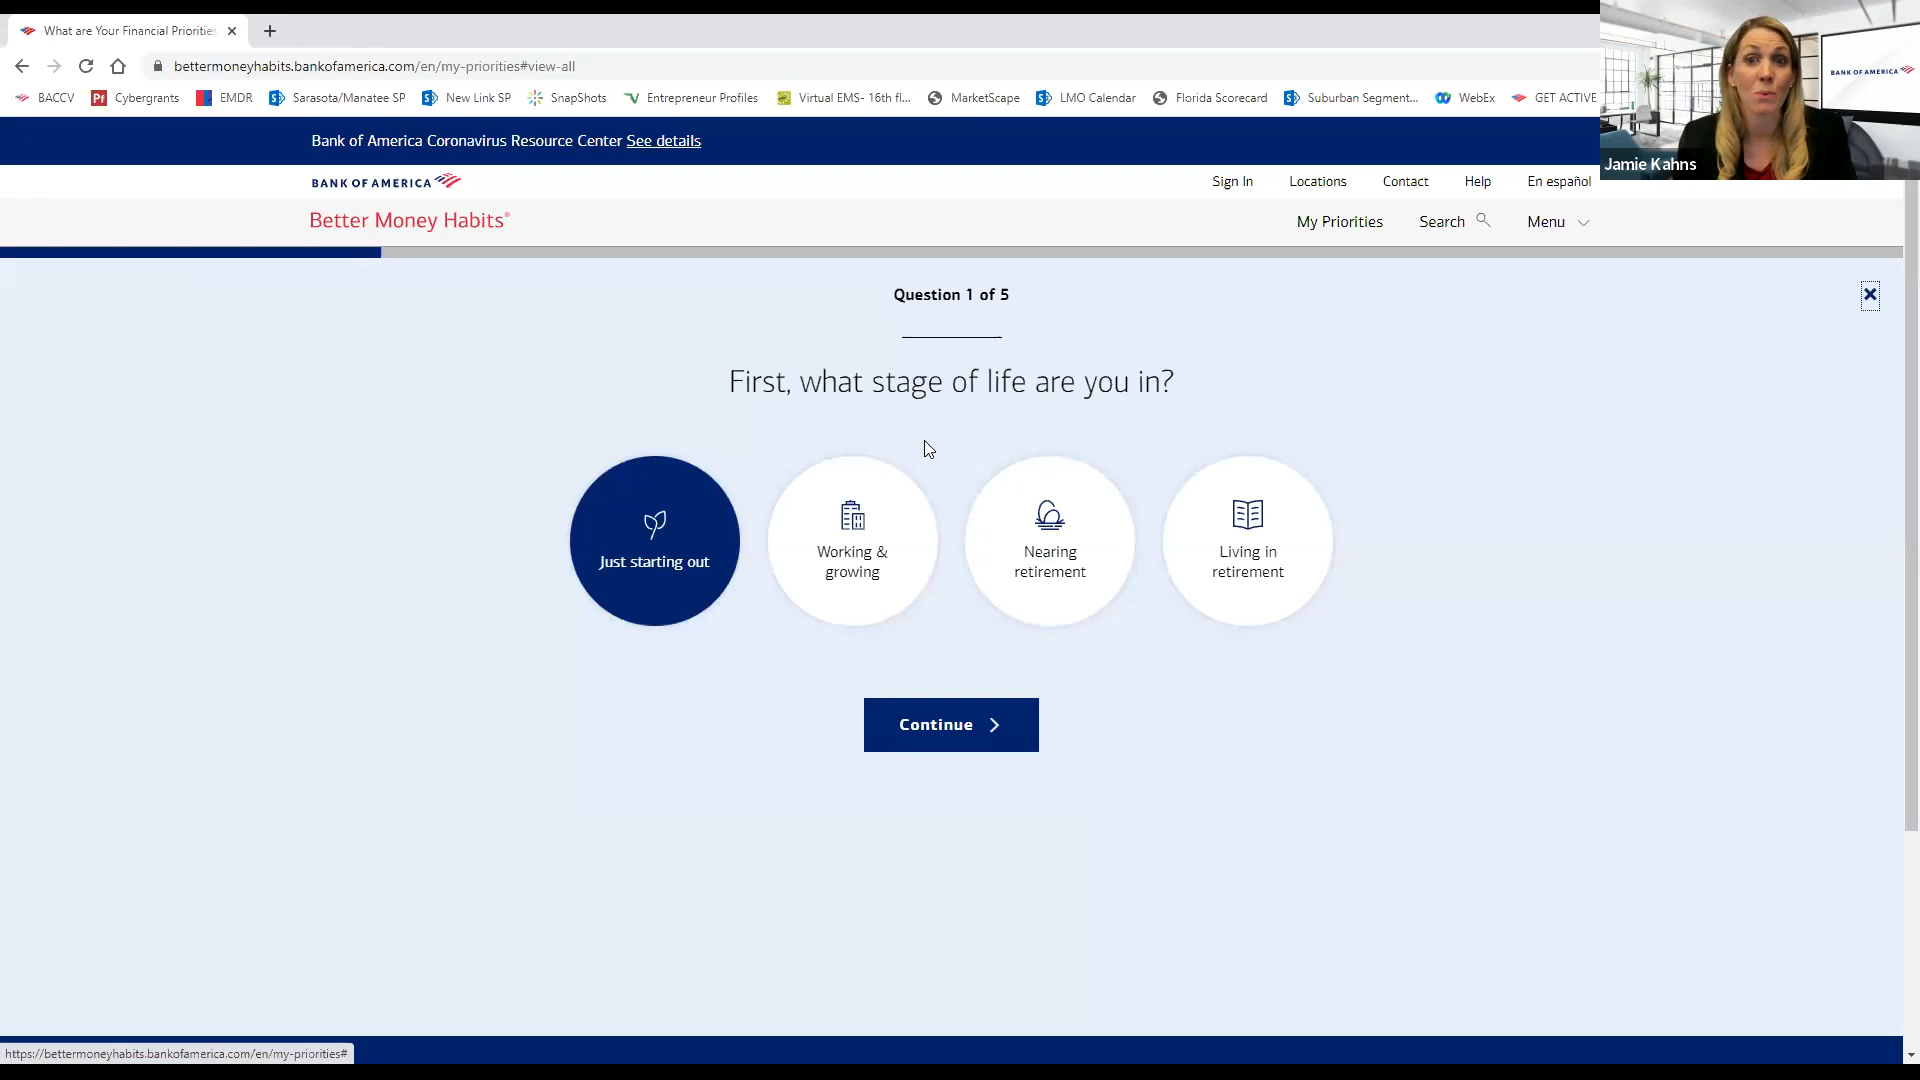 What are Your Financial Priorities
bettermoneyhabits.bankofamerica.com/en/my-priorities#view-all
BACCV Cybergrants EMDR Sarasota/Manatee SP New Link SP SnapShots Entrepreneur Profiles Virtual EMS- 16th fl... MarketScape LMO Calendar Florida Scorecard Suburban Segment... WebEx GET ACTIVE
BANK OF AMERICA
Jamie Kahns
Bank of America Coronavirus Resource Center See details
BANK OF AMERICA Sign In Locations Contact Help En español
Better Money Habits® My Priorities Search Menu
Question 1 of 5
First, what stage of life are you in?
Just starting out
Working &
growing
Nearing
retirement
Living in
retirement
Continue
https://bettermoneyhabits.bankofamerica.com/en/my-priorities#